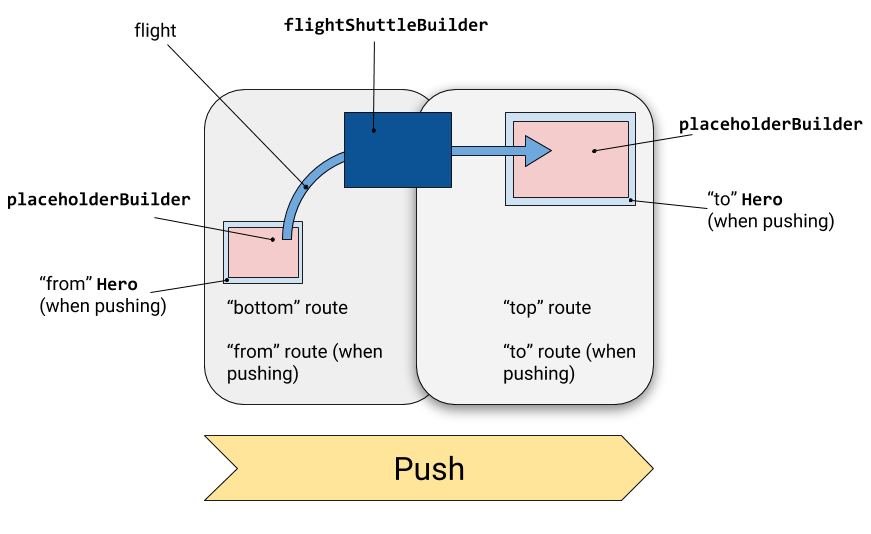 flightShuttleBuilder
flight
placeholderBuilder
placeholderBuilder
“to” Hero
(when pushing)
“from” Hero
(when pushing)
“bottom” route
“from” route (when
pushing)
“top” route
“to” route (when
pushing)
Push